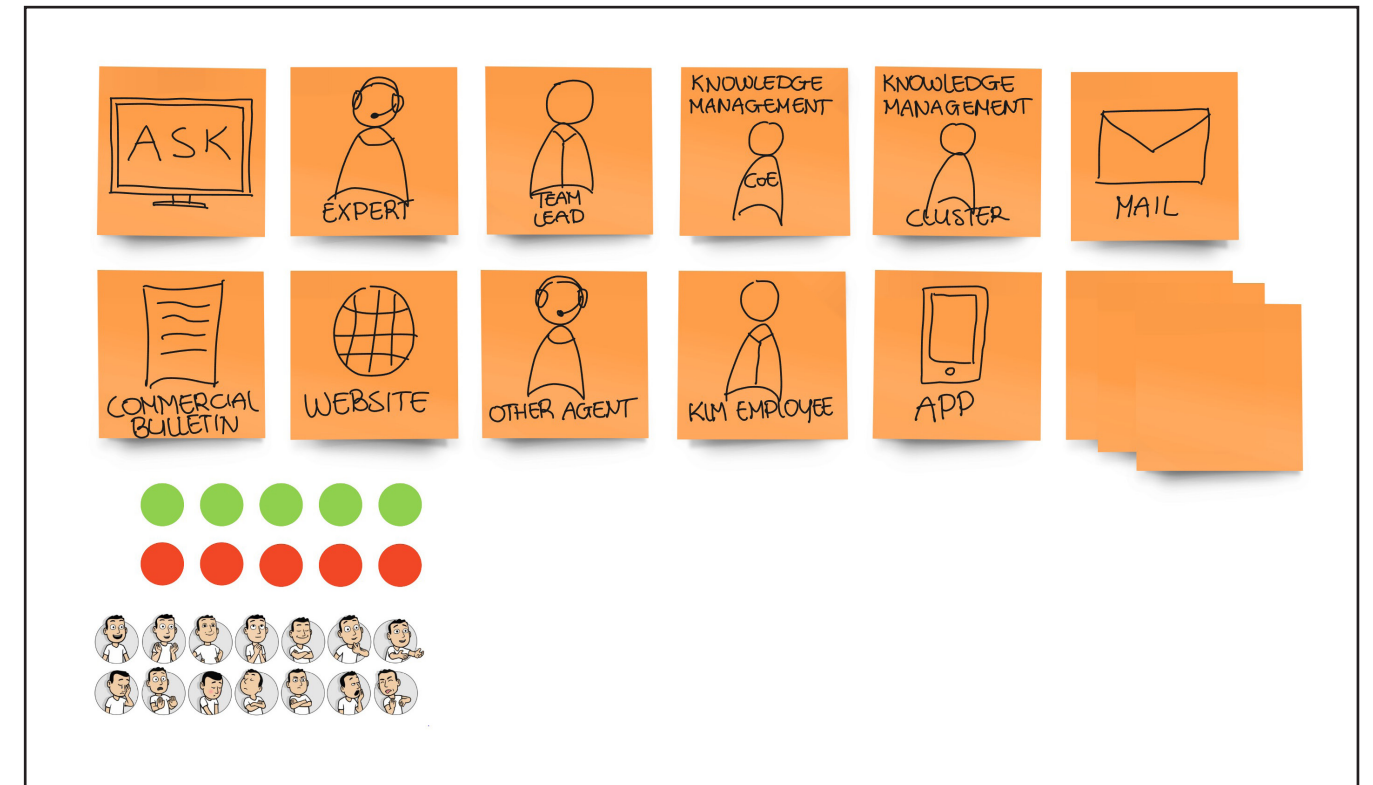 ASK
EXPERT
TEAM
LEAD
KNOWLEDGE
MANAGEMENT
CoE
KNOWLEDGE
MANAGEMENT
CLUSTER
MAIL
COMMERCIAL
BULLETIN
WEBSITE
OTHER AGENT
KLM EMPLOYEE
APP